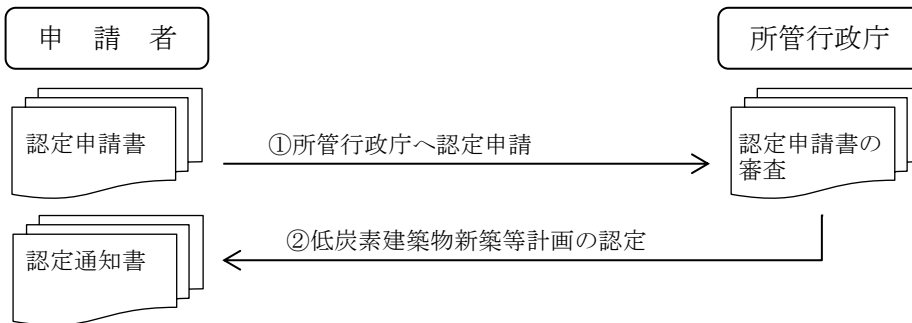 申　請　者
所管行政庁
認定申請書
①所管行政庁へ認定申請
認定申請書の
審査
②低炭素建築物新築等計画の認定
認定通知書